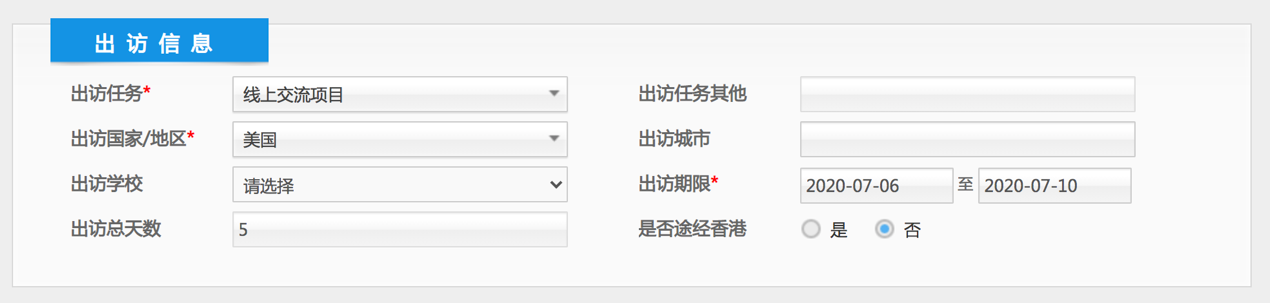 出访信息
出访任务* 线上交流项目 出访任务其他
出访国家/地区* 美国 出访城市
出访学校 请选择 出访期限* 2020-07-06 至 2020-07-10
出访总天数 5 是否途经香港 是 否